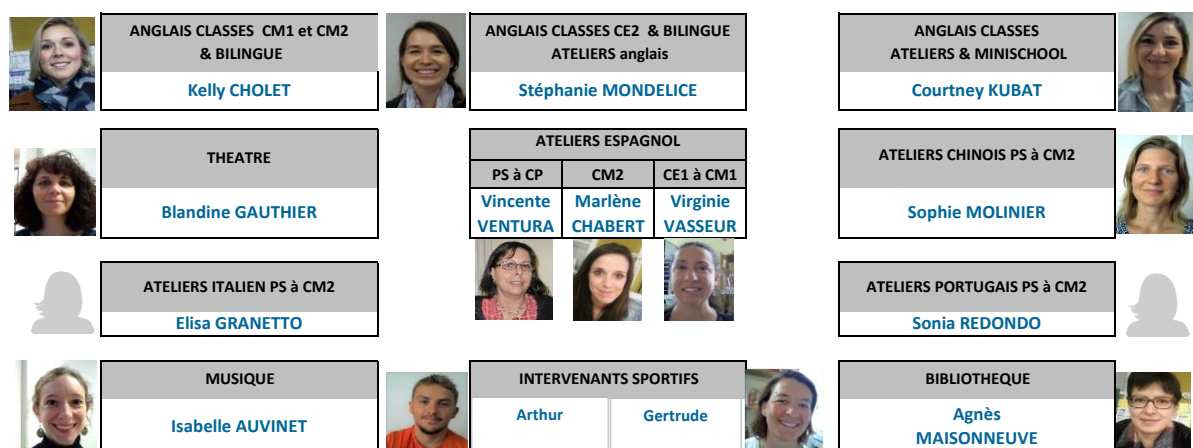 ANGLAIS CLASSES CM1 et CM2
& BILINGUE
Kelly CHOLET
ANGLAIS CLASSES CE2 & BILINGUE
ATELIERS anglais
Stéphanie MONDELICE
ANGLAIS CLASSES
ATELIERS & MINISCHOOL
Courtney KUBAT
THEATRE
Blandine GAUTHIER
ATELIERS ESPAGNOL
PS à CP
CM2
CE1 à CM1
Vincente
VENTURA
Marlène
CHABERT
Virginie
VASSEUR
ATELIERS CHINOIS PS à CM2
Sophie MOLINIER
ATELIERS ITALIEN PS à CM2
Elisa GRANETTO
ATELIERS PORTUGAIS PS à CM2
Sonia REDONDO
MUSIQUE
Isabelle AUVINET
INTERVENANTS SPORTIFS
Arthur
Gertrude
BIBLIOTHEQUE
Agnès
MAISONNEUVE